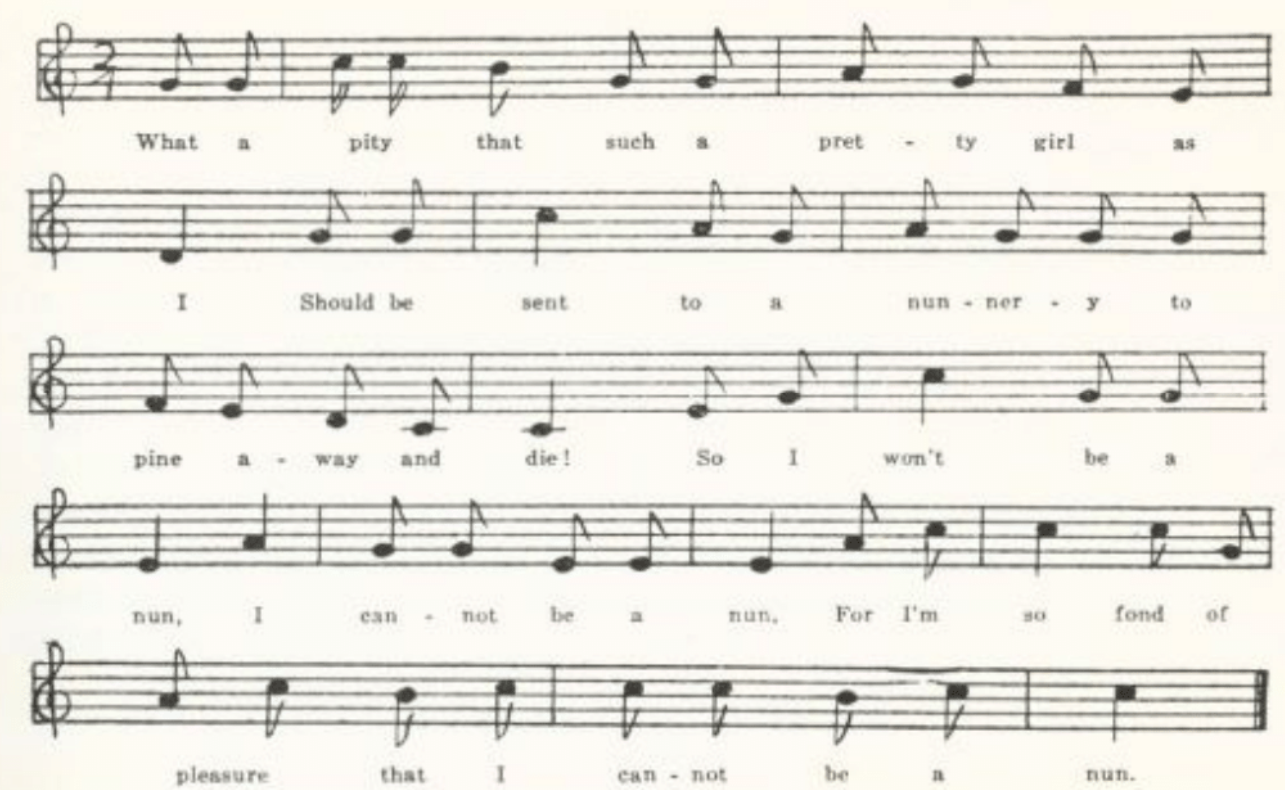 What a pity that such a pret - ty girl as
I Should be sent to a nun - ner - y to
pine a - way and die! So I won't be a
nun, I can - not be a nun, For I'm so fond of
pleasure that I can - not be a nun.